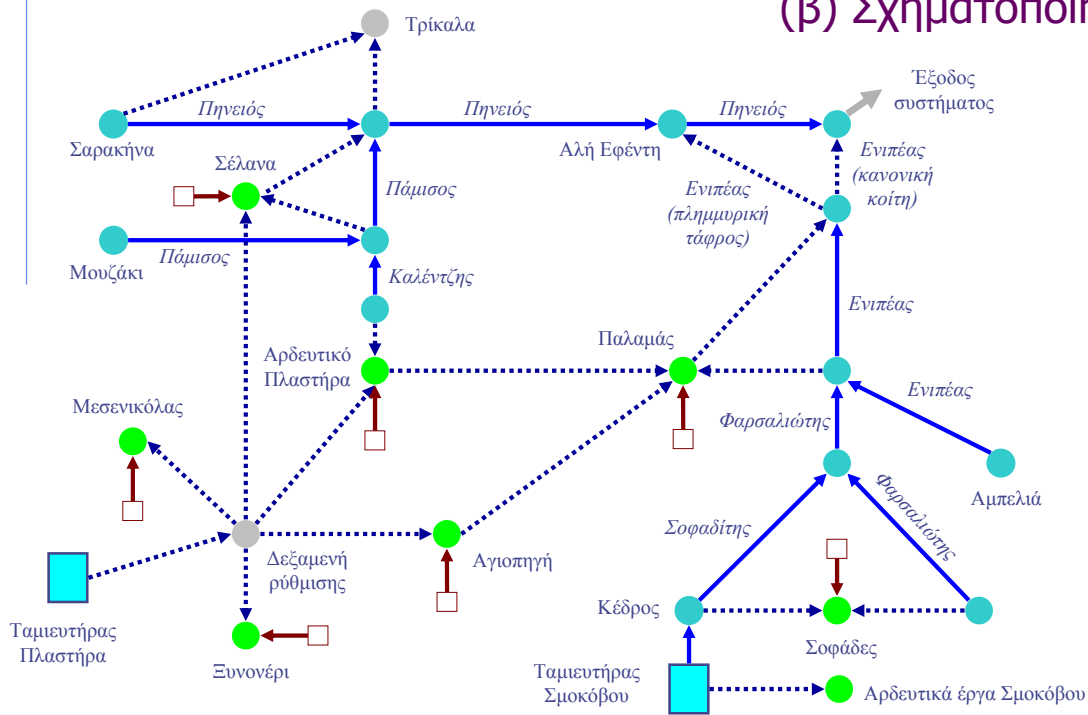 (β) Σχηματοποί
Τρίκαλα
Έξοδος
συστήματος
Πηνειός
Πηνειός
Πηνειός
Σαρακήνα
Αλή Εφέντη
Ενιπέας
(κανονική
κοίτη)
Σέλανα
Πάμισος
Ενιπέας
(πλημμυρική
τάφρος)
Μουζάκι
Πάμισος
Καλέντζης
Ενιπέας
Αρδευτικό
Πλαστήρα
Παλαμάς
Ενιπέας
Μεσενικόλας
Φαρσαλιώτης
Αμπελιά
Φαρσαλιώτης
Σοφαδίτης
Δεξαμενή
ρύθμισης
Αγιοπηγή
Κέδρος
Ταμιευτήρας
Πλαστήρα
Σοφάδες
Ξυνονέρι
Ταμιευτήρας
Σμοκόβου
Αρδευτικά έργα Σμοκόβου